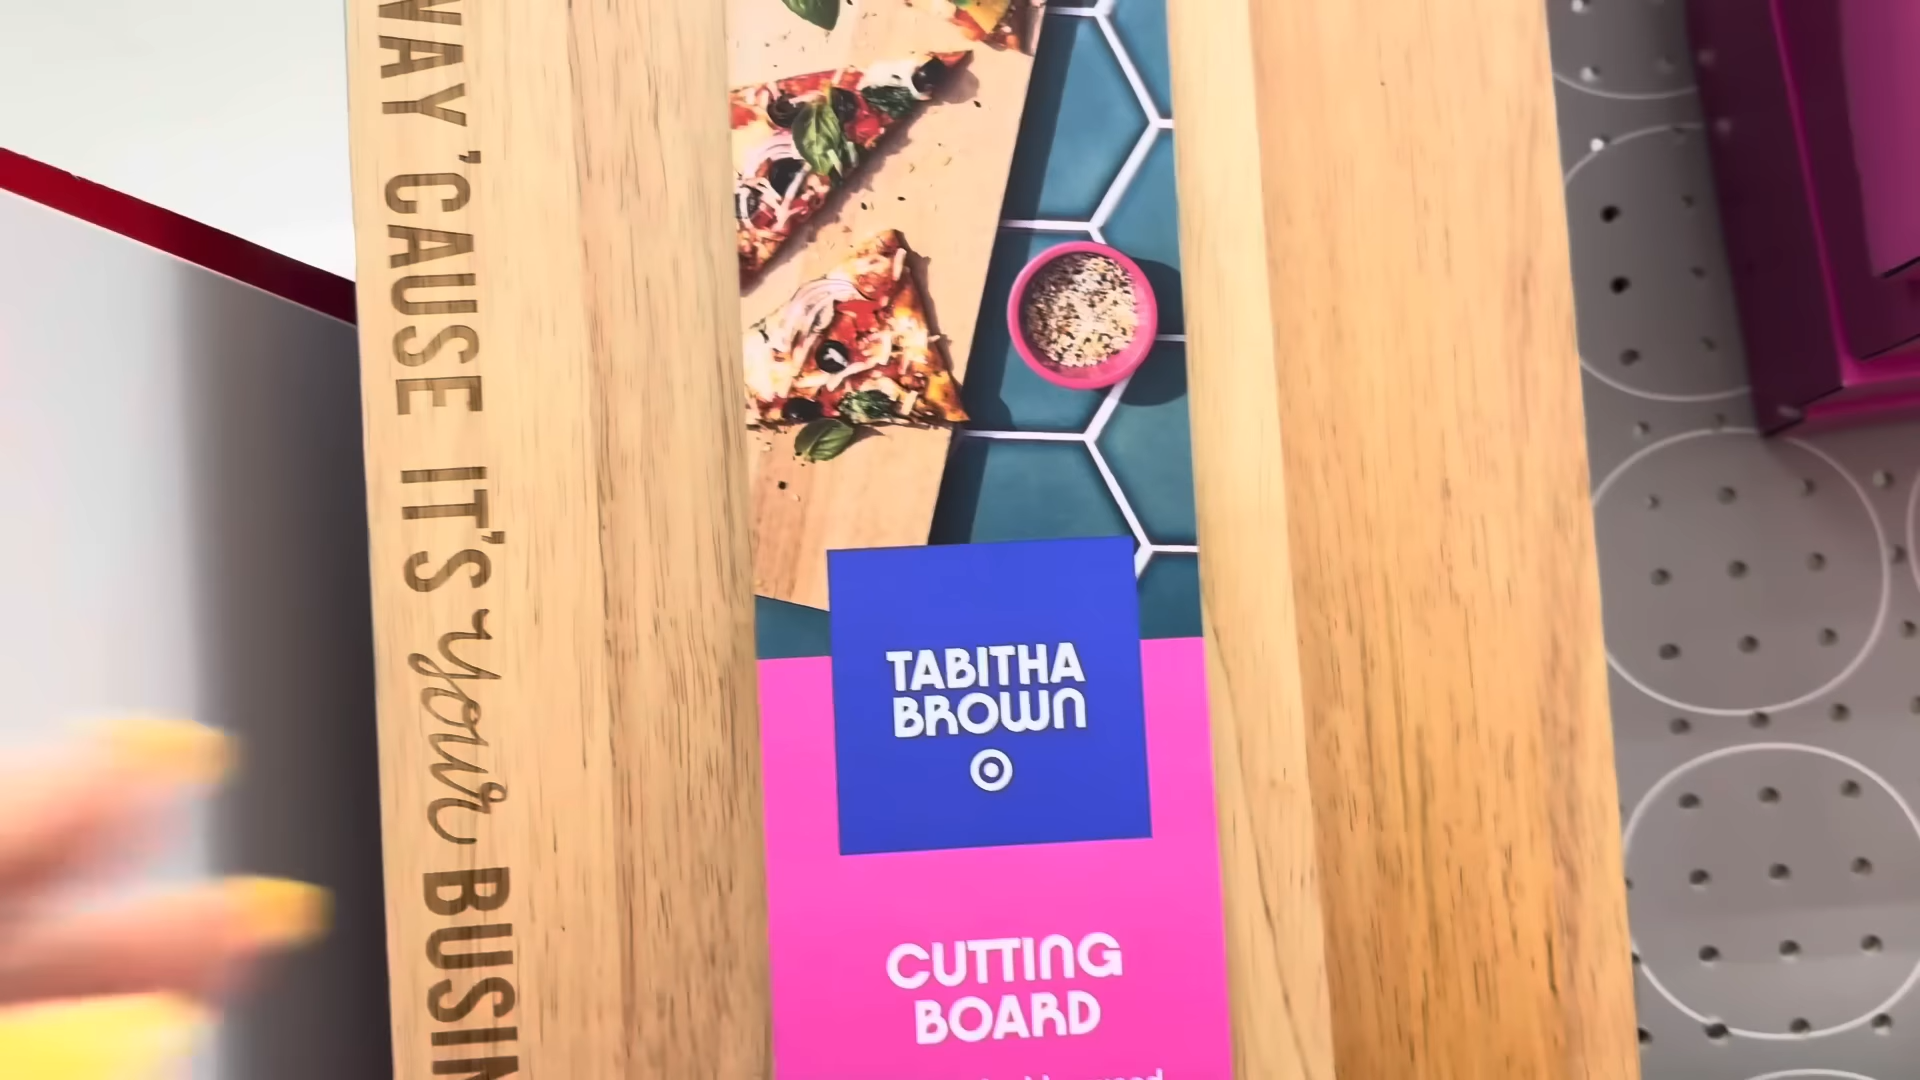 WAY 'CAUSE IT'S your BUSIN
TABITHA
BROWN
CUTTING
BOARD